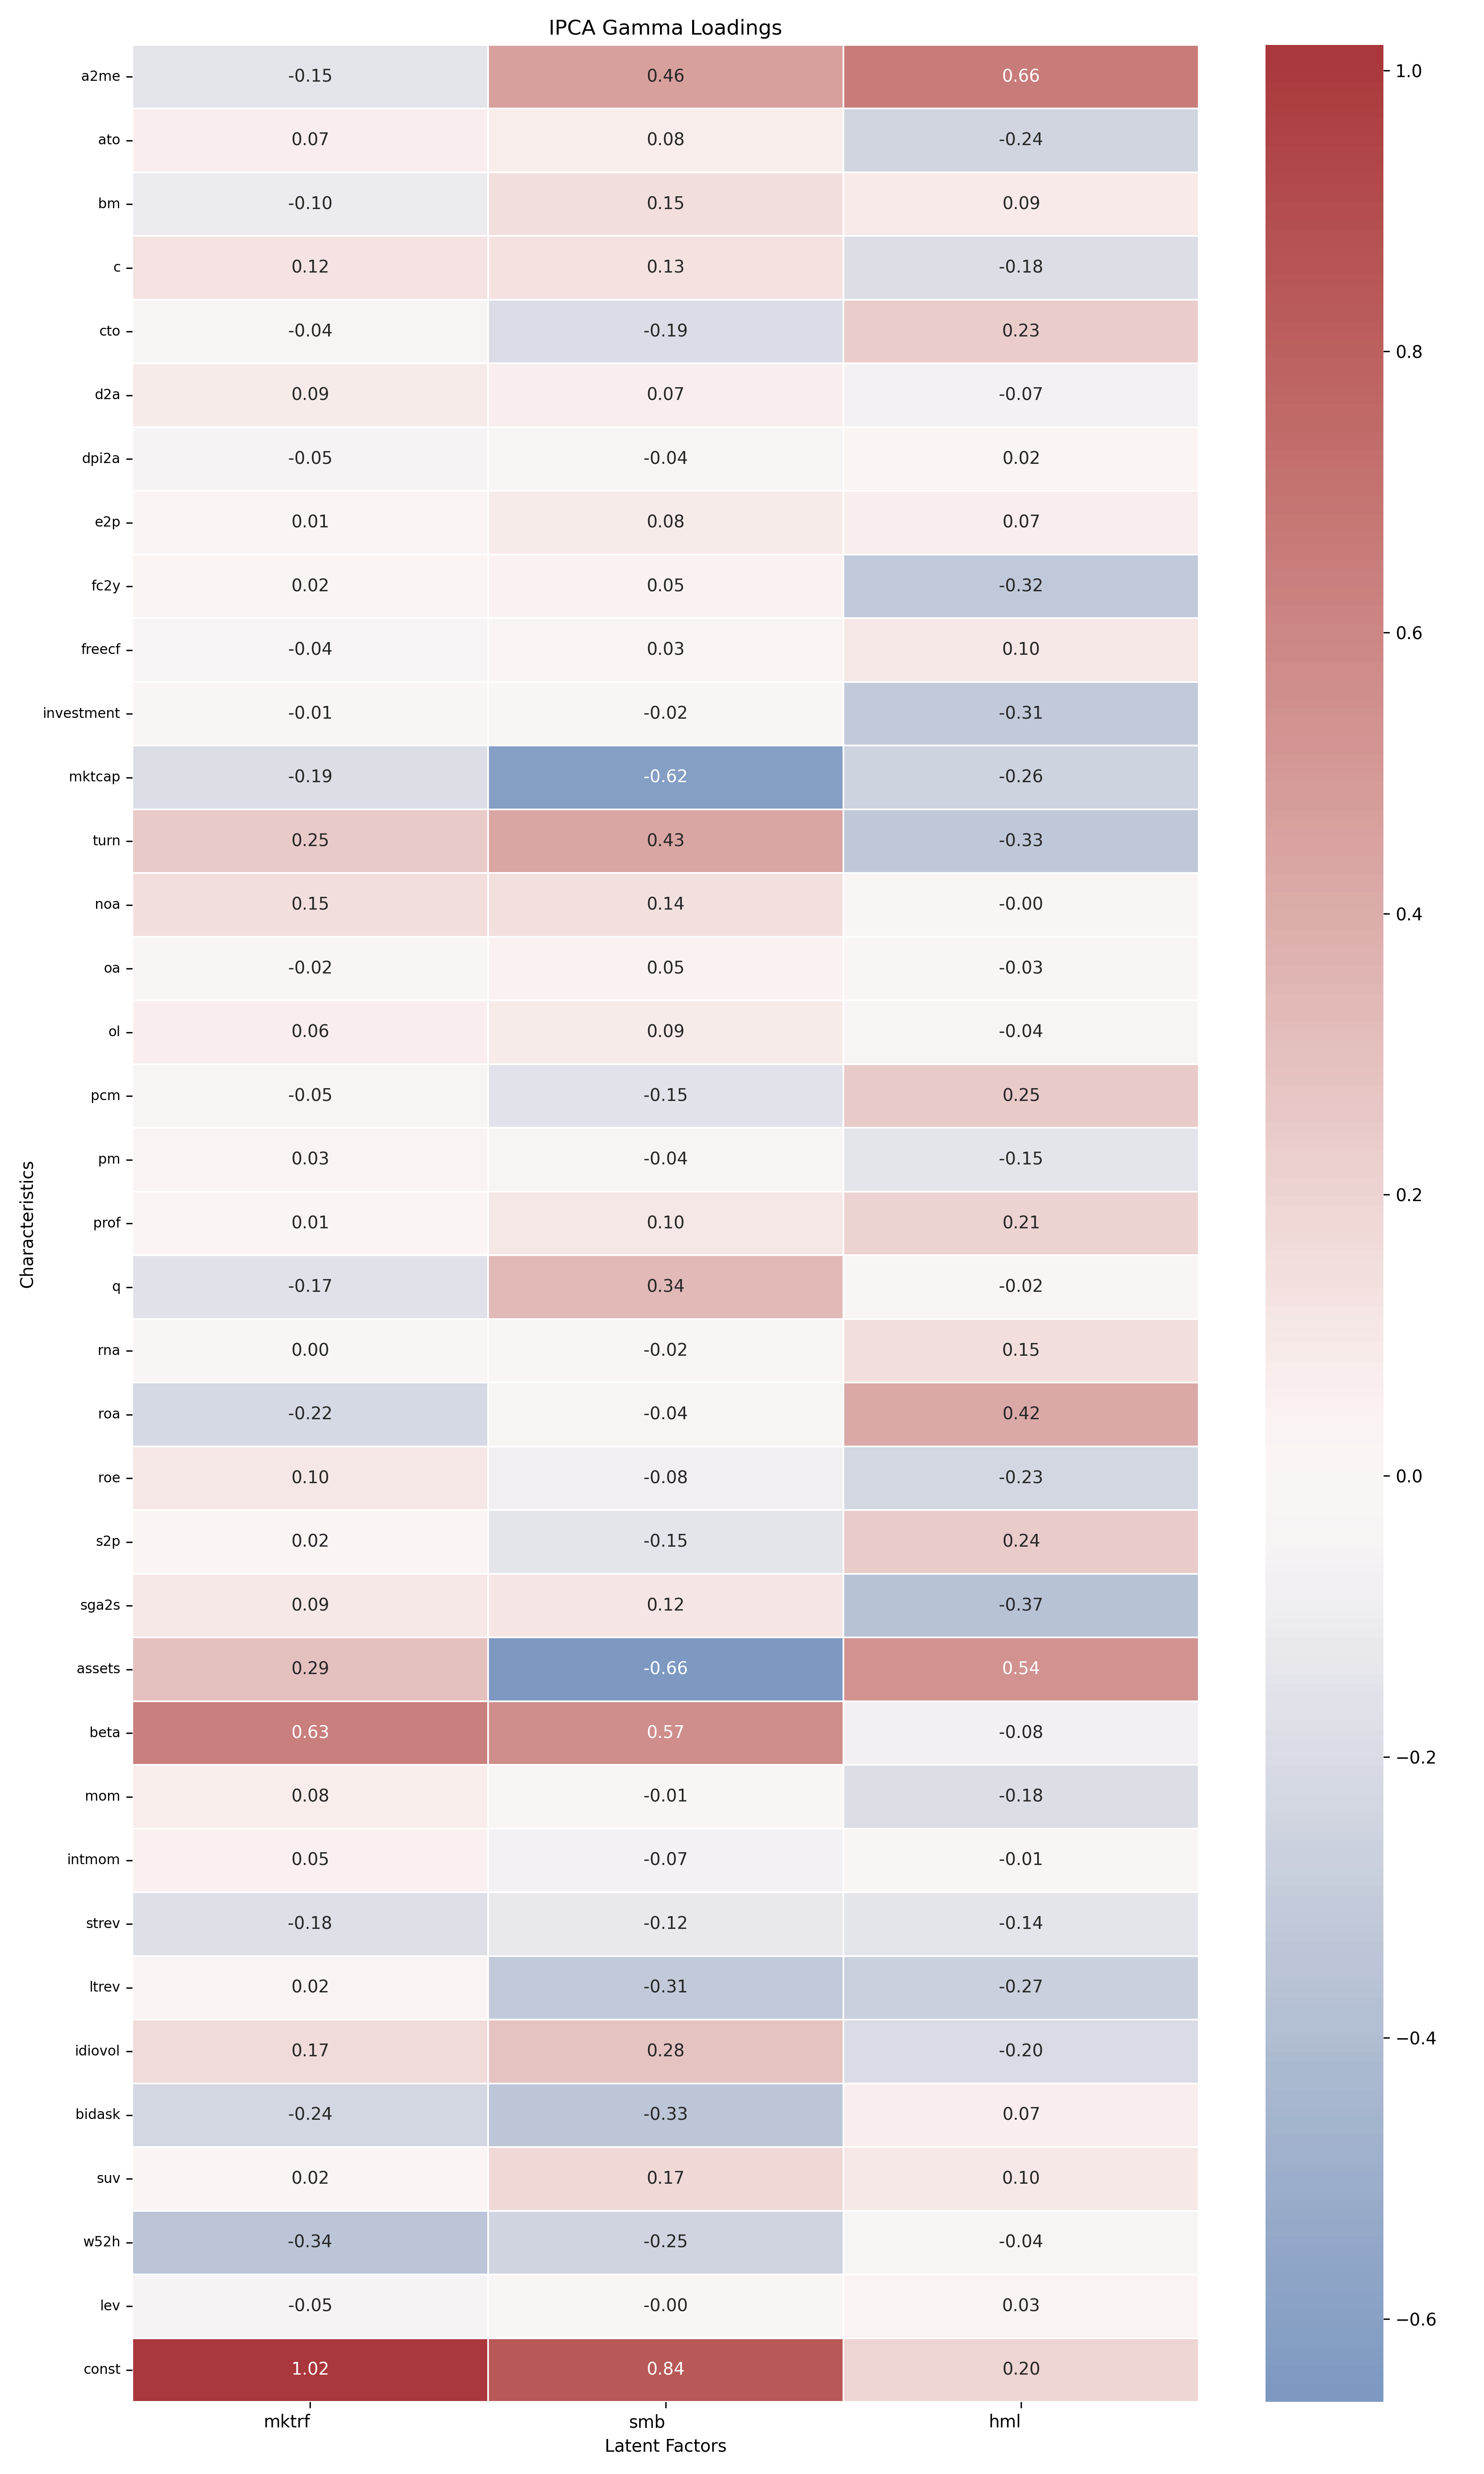 IPCA Gamma Loadings
a2me -0.15 0.46 0.66
ato 0.07 0.08 -0.24
bm -0.10 0.15 0.09
c 0.12 0.13 -0.18
cto -0.04 -0.19 0.23
d2a 0.09 0.07 -0.07
dpi2a -0.05 -0.04 0.02
e2p 0.01 0.08 0.07
fc2y 0.02 0.05 -0.32
freecf -0.04 0.03 0.10
investment -0.01 -0.02 -0.31
mktcap -0.19 -0.62 -0.26
turn 0.25 0.43 -0.33
noa 0.15 0.14 -0.00
oa -0.02 0.05 -0.03
ol 0.06 0.09 -0.04
pcm -0.05 -0.15 0.25
pm 0.03 -0.04 -0.15
prof 0.01 0.10 0.21
q -0.17 0.34 -0.02
rna 0.00 -0.02 0.15
roa -0.22 -0.04 0.42
roe 0.10 -0.08 -0.23
s2p 0.02 -0.15 0.24
sga2s 0.09 0.12 -0.37
assets 0.29 -0.66 0.54
beta 0.63 0.57 -0.08
mom 0.08 -0.01 -0.18
intmom 0.05 -0.07 -0.01
strev -0.18 -0.12 -0.14
ltrev 0.02 -0.31 -0.27
idiovol 0.17 0.28 -0.20
bidask -0.24 -0.33 0.07
suv 0.02 0.17 0.10
w52h -0.34 -0.25 -0.04
lev -0.05 -0.00 0.03
const 1.02 0.84 0.20
mktrf smb hml
Latent Factors
Characteristics
1.0
0.8
0.6
0.4
0.2
0.0
−0.2
−0.4
−0.6